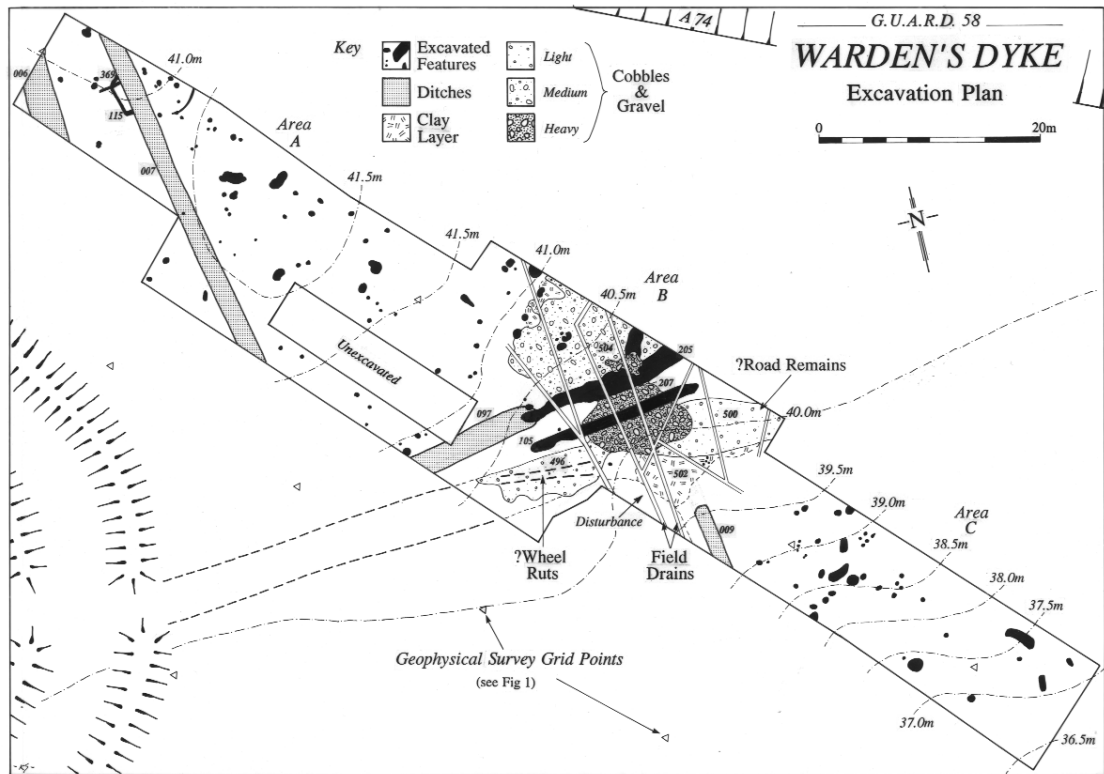 G.U.A.R.D. 58
WARDEN'S DYKE
Excavation Plan
0
20m
A 74
Key
Excavated
Features
Ditches
Clay
Layer
Light
Medium
Heavy
Cobbles
&
Gravel
N
006
369
41.0m
115
Area
A
007
41.5m
41.5m
41.0m
Area
B
40.5m
504
205
Unexcavated
?Road Remains
207
097
500
40.0m
105
496
502
39.5m
Disturbance
009
39.0m
Area
C
38.5m
?Wheel
Ruts
Field
Drains
38.0m
37.5m
Geophysical Survey Grid Points
(see Fig 1)
37.0m
36.5m